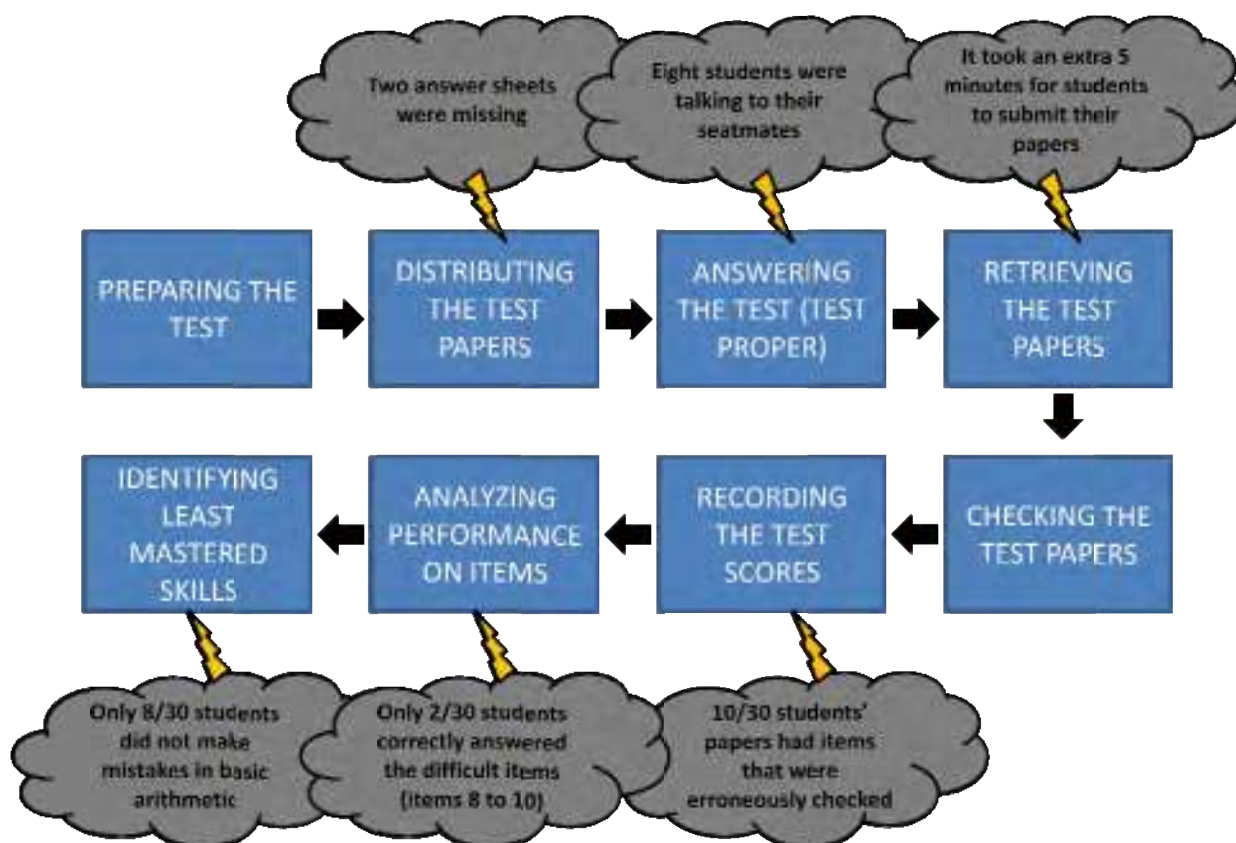 Two answer sheets
were missing
Eight students were
talking to their
seatmates
It took an extra 5
minutes for students
to submit their
papers
PREPARING THE
TEST
DISTRIBUTING
THE TEST
PAPERS
ANSWERING
THE TEST (TEST
PROPER)
RETRIEVING
THE TEST
PAPERS
IDENTIFYING
LEAST
MASTERED
SKILLS
ANALYZING
PERFORMANCE
ON ITEMS
RECORDING
THE TEST
SCORES
CHECKING THE
TEST PAPERS
Only 8/30 students
did not make
mistakes in basic
arithmetic
Only 2/30 students
correctly answered
the difficult items
(items 8 to 10)
10/30 students'
papers had items
that were
erroneously checked